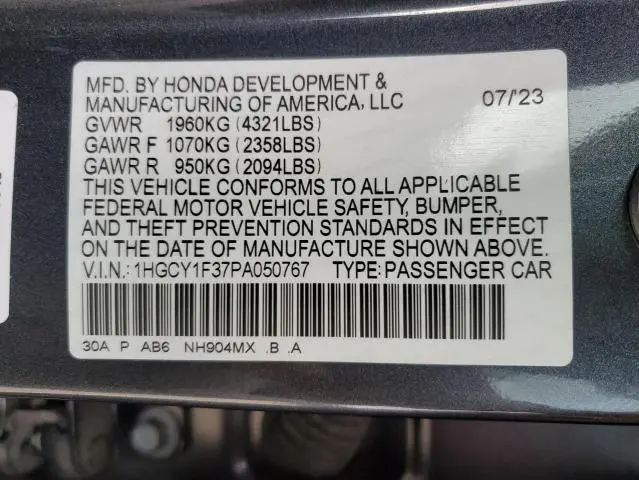 MFD. BY HONDA DEVELOPMENT &
MANUFACTURING OF AMERICA, LLC 07/'23
GVWR 1960KG (4321LBS)
GAWR F 1070KG (2358LBS)
GAWR R 950KG (2094LBS)
THIS VEHICLE CONFORMS TO ALL APPLICABLE
FEDERAL MOTOR VEHICLE SAFETY, BUMPER,
AND THEFT PREVENTION STANDARDS IN EFFECT
ON THE DATE OF MANUFACTURE SHOWN ABOVE.
V.I.N.: 1HGCY1F37PA050767 TYPE: PASSENGER CAR
30A P AB6 NH904MX .B .A